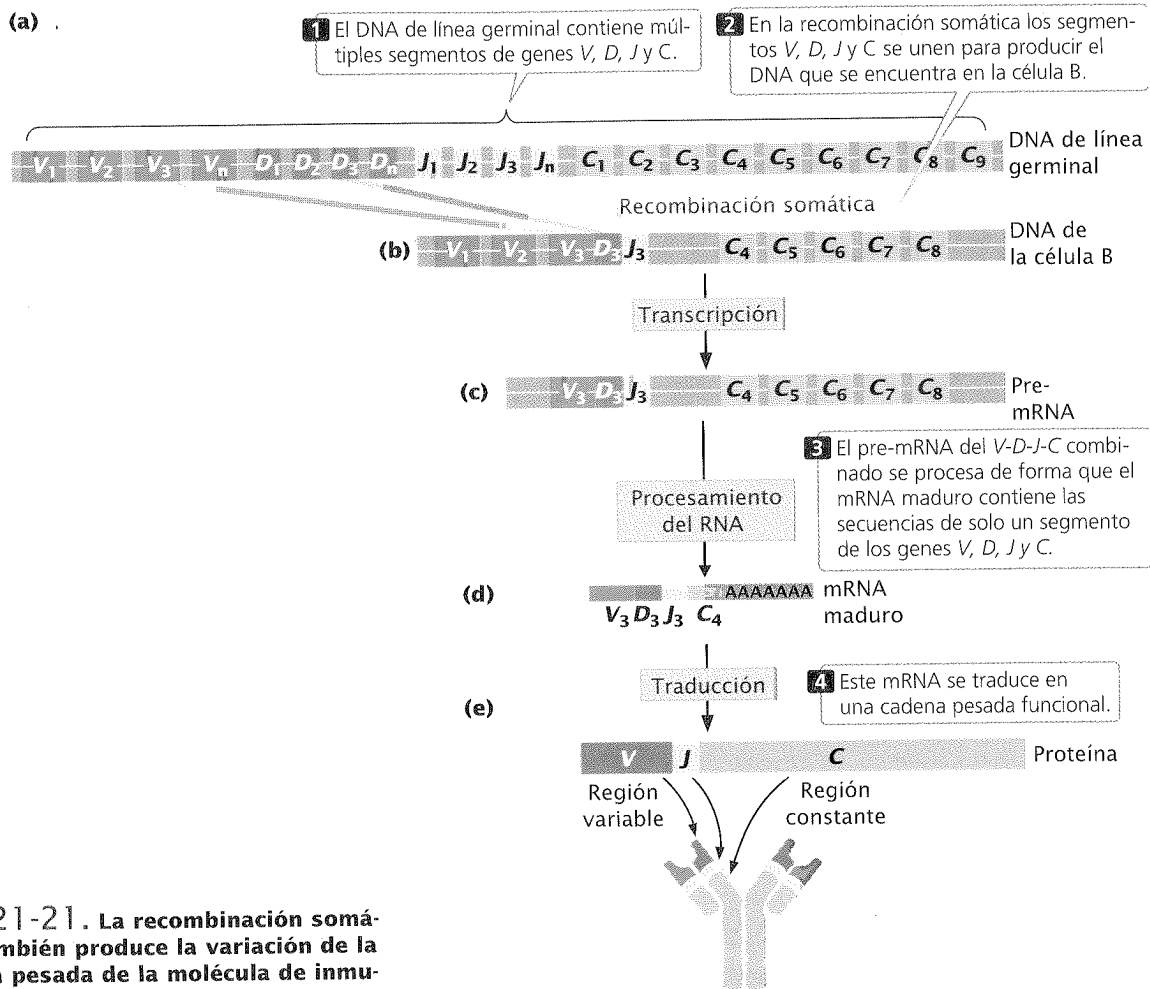 (a)
1 El DNA de línea germinal contiene múl-
tiples segmentos de genes V, D, J y C.
2 En la recombinación somática los segmen-
tos V, D, J y C se unen para producir el
DNA que se encuentra en la célula B.
V1 V2 V3 Vn D1 D2 D3 Dn J1 J2 J3 Jn C1 C2 C3 C4 C5 C6 C7 C8 C9
DNA de línea
germinal
Recombinación somática
(b) V1 V2 V3 D3 J3 C4 C5 C6 C7 C8
DNA de
la célula B
Transcripción
(c) V3 D3 J3 C4 C5 C6 C7 C8
Pre-
mRNA
3 El pre-mRNA del V-D-J-C combi-
nado se procesa de forma que el
mRNA maduro contiene las
secuencias de solo un segmento
de los genes V, D, J y C.
Procesamiento
del RNA
(d) AAAAAAA mRNA
V3 D3 J3 C4 maduro
Traducción
4 Este mRNA se traduce en
una cadena pesada funcional.
(e)
V J C Proteína
Región
variable
Región
constante
21-21. La recombinación somá-
mbién produce la variación de la
pesada de la molécula de inmu-